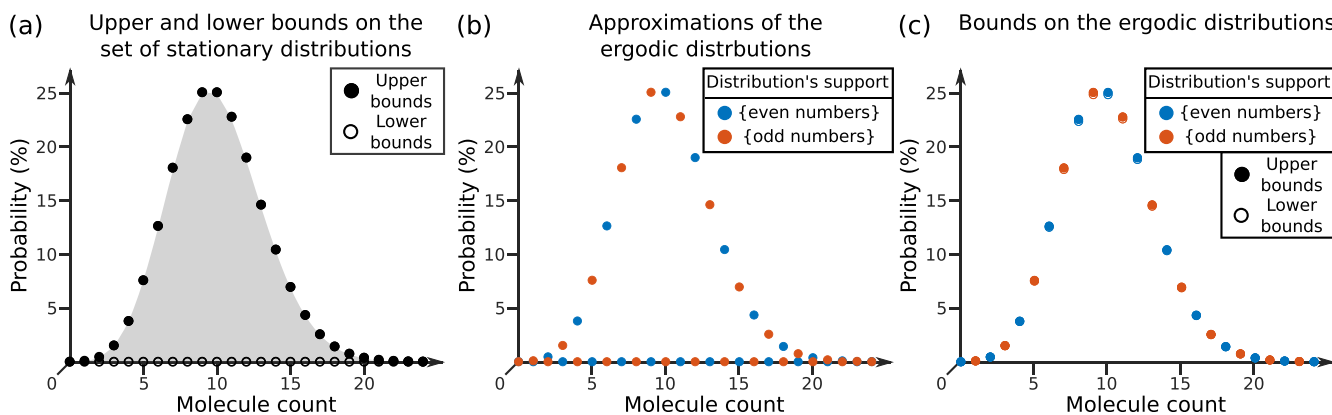 (a)
Upper and lower bounds on the
set of stationary distributions
Upper
bounds
Lower
bounds
Probability (%)
25
20
15
10
5
0
5
10
15
20
Molecule count
(b)
Approximations of the
ergodic distrbutions
Distribution's support
{even numbers}
{odd numbers}
Probability (%)
25
20
15
10
5
0
5
10
15
20
Molecule count
(c)
Bounds on the ergodic distributions
Distribution's support
{even numbers}
{odd numbers}
Upper
bounds
Lower
bounds
Probability (%)
25
20
15
10
5
0
5
10
15
20
Molecule count